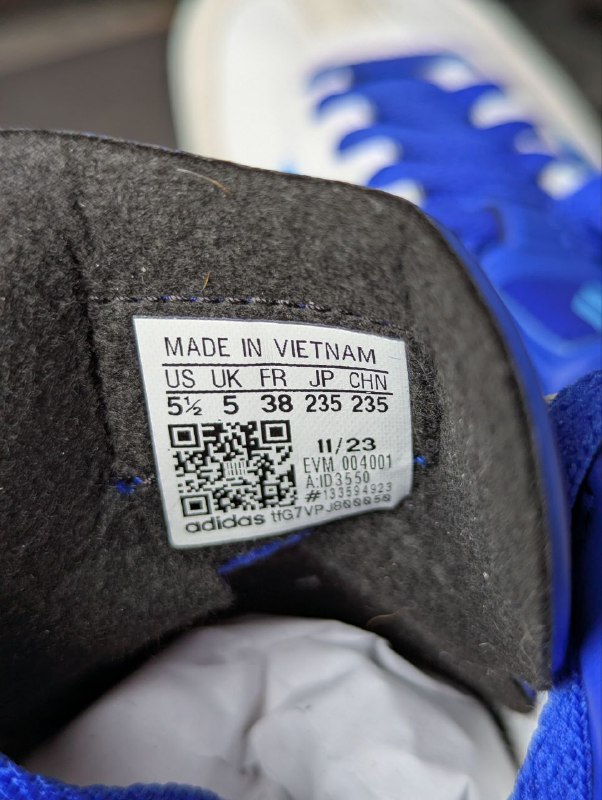 MADE IN VIETNAM
US UK FR JP CHN
5½ 5 38 235 235
11/23
EVM 004001
A:ID3550
#133594923
adidas tfG7VPJ800050